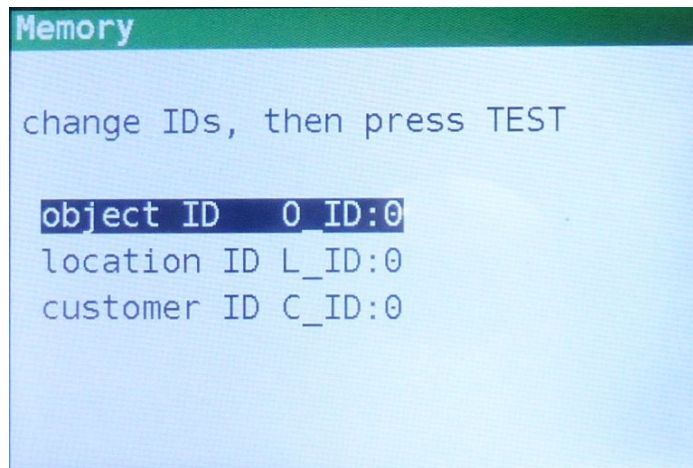 Memory
change IDs, then press TEST
object ID O_ID:0
location ID L_ID:0
customer ID C_ID:0